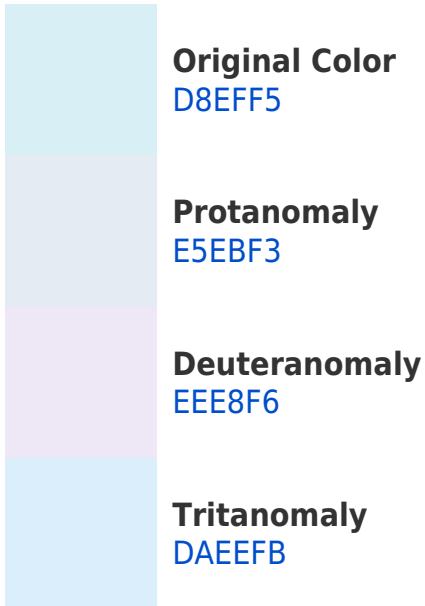 Original Color
D8EFF5
Protanomaly
E5EBF3
Deuteranomaly
EEE8F6
Tritanomaly
DAEEFB